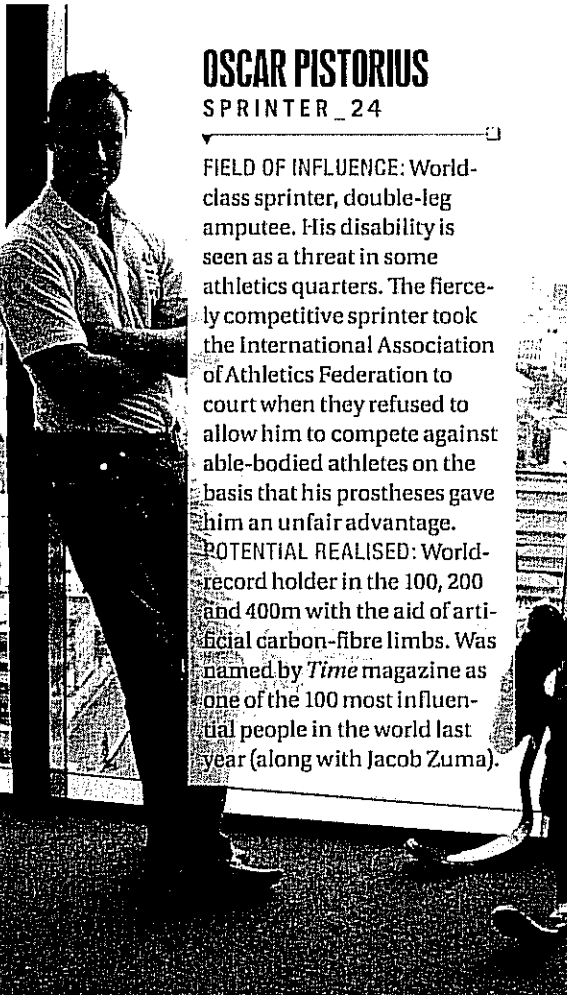 OSCAR PISTORIUS
SPRINTER_24
FIELD OF INFLUENCE: World-
class sprinter, double-leg
amputee. His disability is
seen as a threat in some
athletics quarters. The fierce-
ly competitive sprinter took
the International Association
of Athletics Federation to
court when they refused to
allow him to compete against
able-bodied athletes on the
basis that his prostheses gave
him an unfair advantage.
POTENTIAL REALISED: World-
record holder in the 100, 200
and 400m with the aid of arti-
ficial carbon-fibre limbs. Was
named by Time magazine as
one of the 100 most influen-
tial people in the world last
year (along with Jacob Zuma).